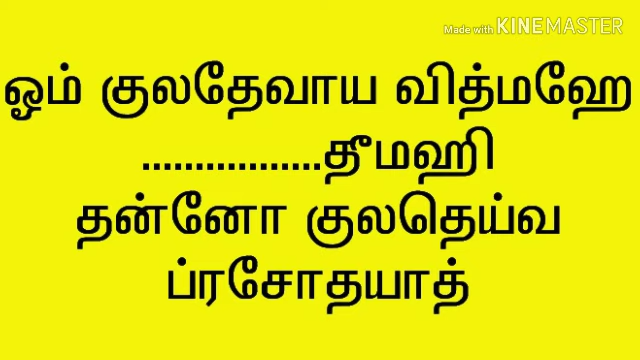 Made with KINEMASTER
ஓம் குலதேவாய வித்மஹே
.................தீமஹி
தன்னோ குலதெய்வ
ப்ரசோதயாத்